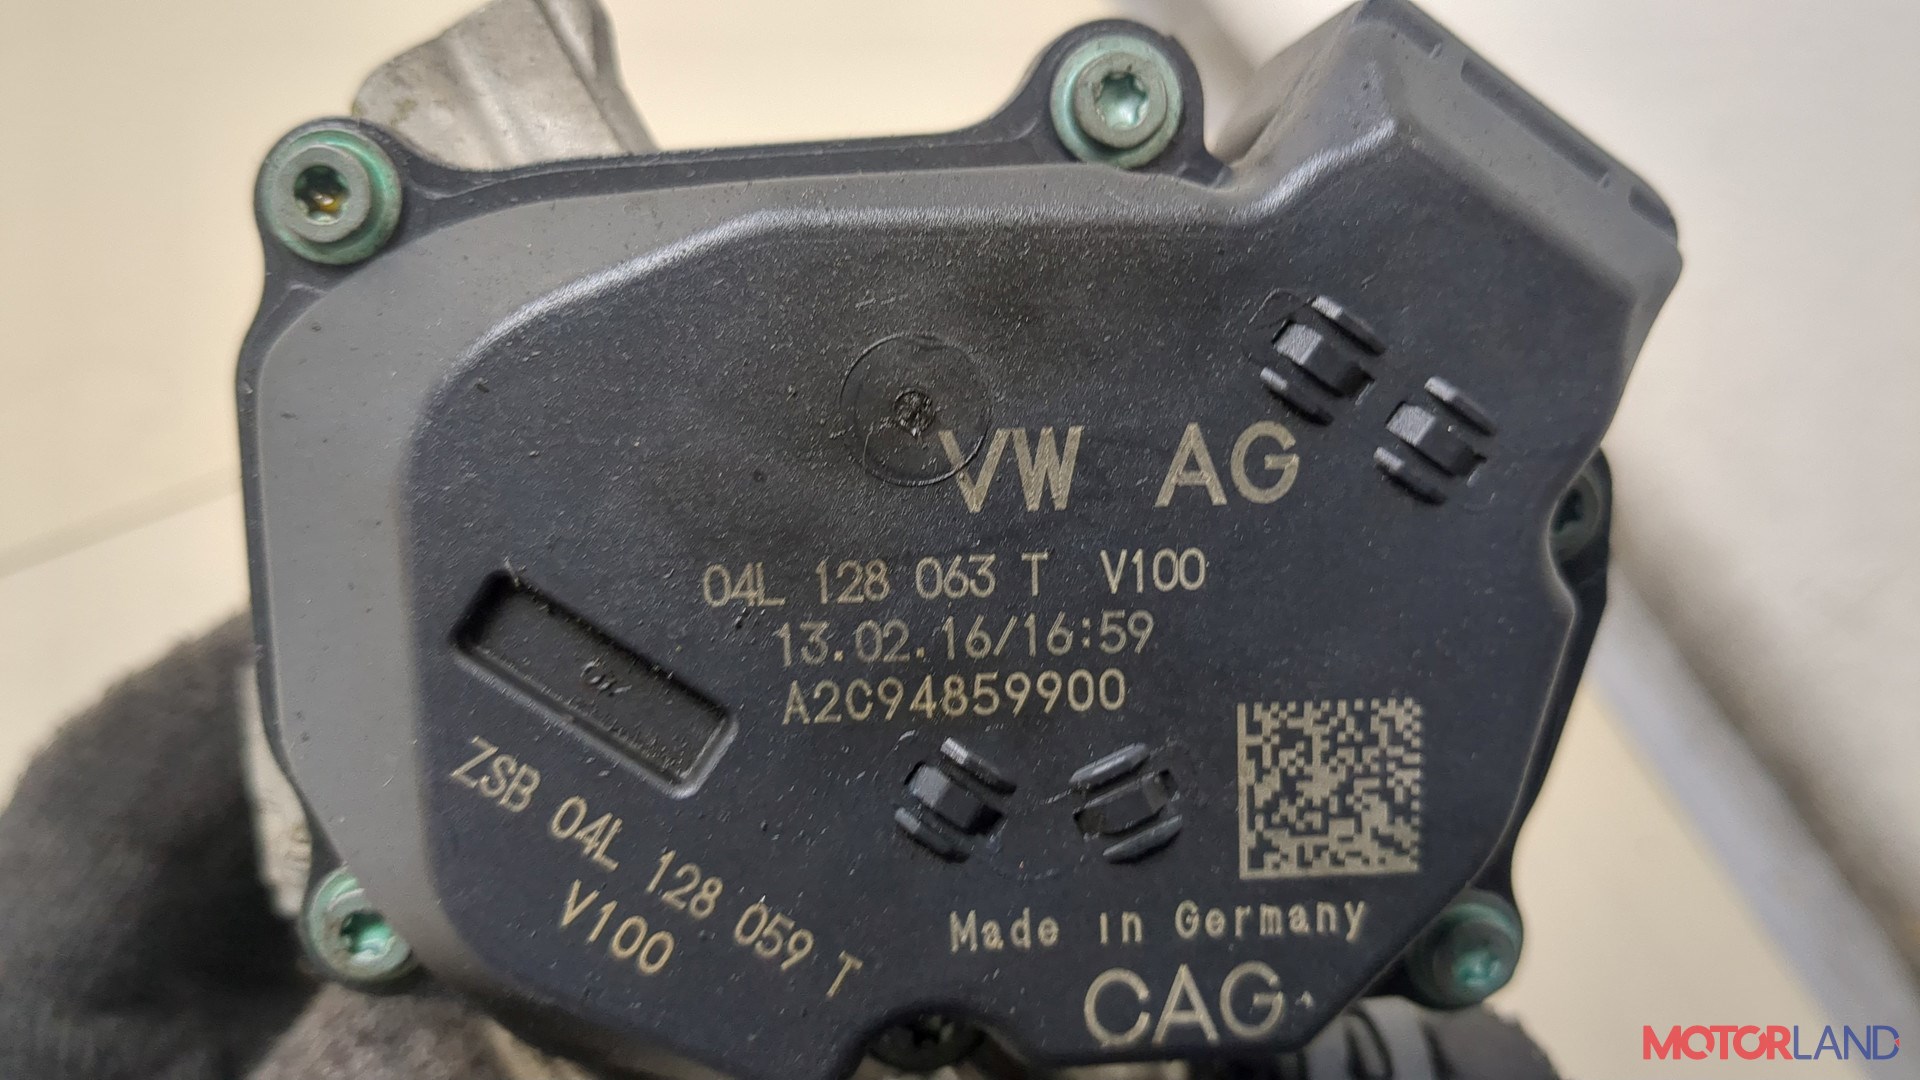 VW AG
04L 128 063 T V100
13.02.16/16:59
A2C94859900
ZSB 04L 128 059 T
V100
Made in Germany
CAG
MOTORLAND